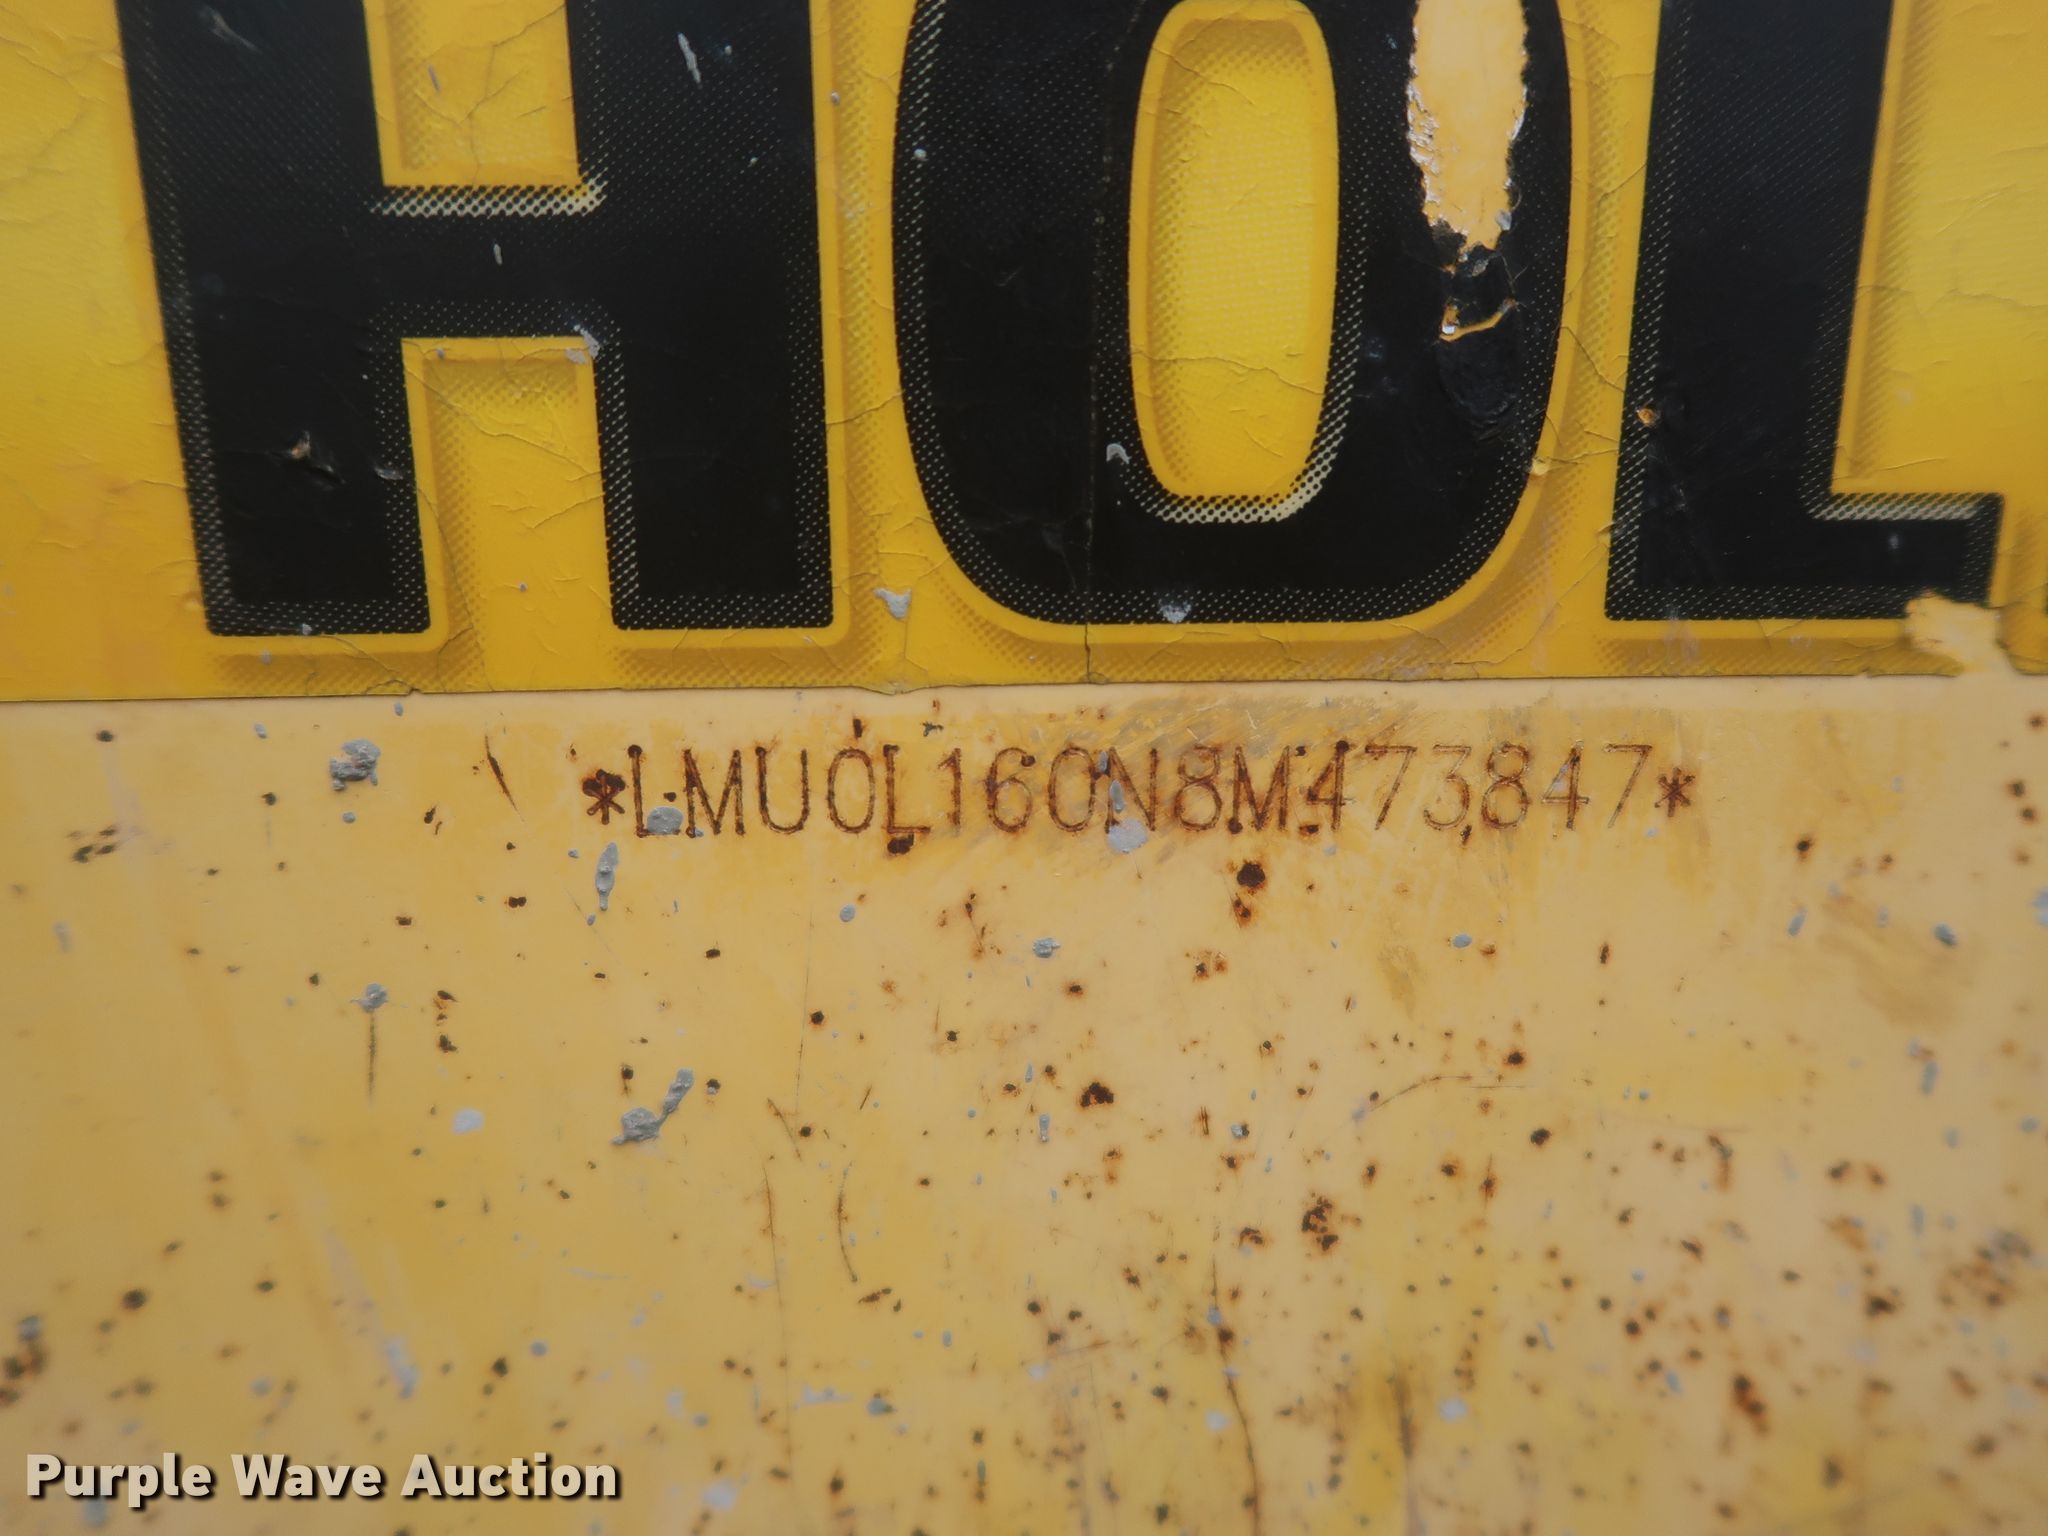 HOL
*LMU0L160N8M473847*
Purple Wave Auction